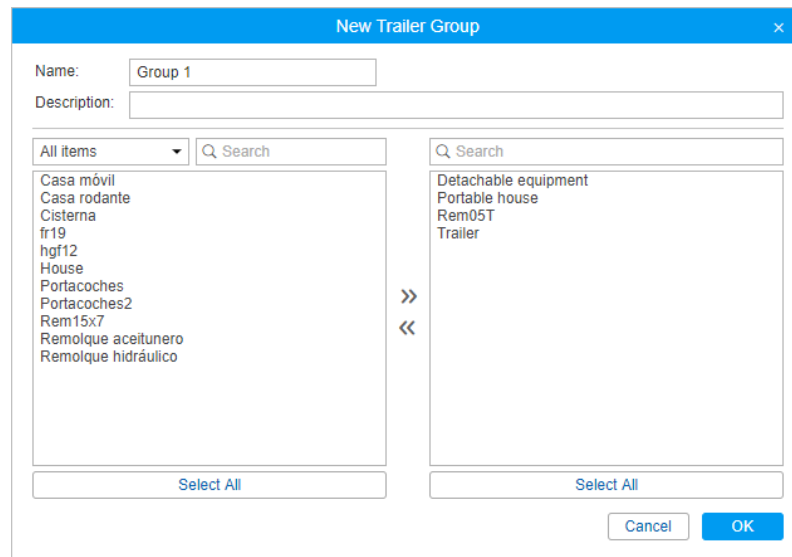 New Trailer Group ×
Name: Group 1
Description:
All items Search Search
Casa móvil
Casa rodante
Cisterna
fr19
hgf12
House
Portacoches
Portacoches2
Rem15x7
Remolque aceitunero
Remolque hidráulico
Detachable equipment
Portable house
Rem05T
Trailer
» 
«
Select All Select All
Cancel OK